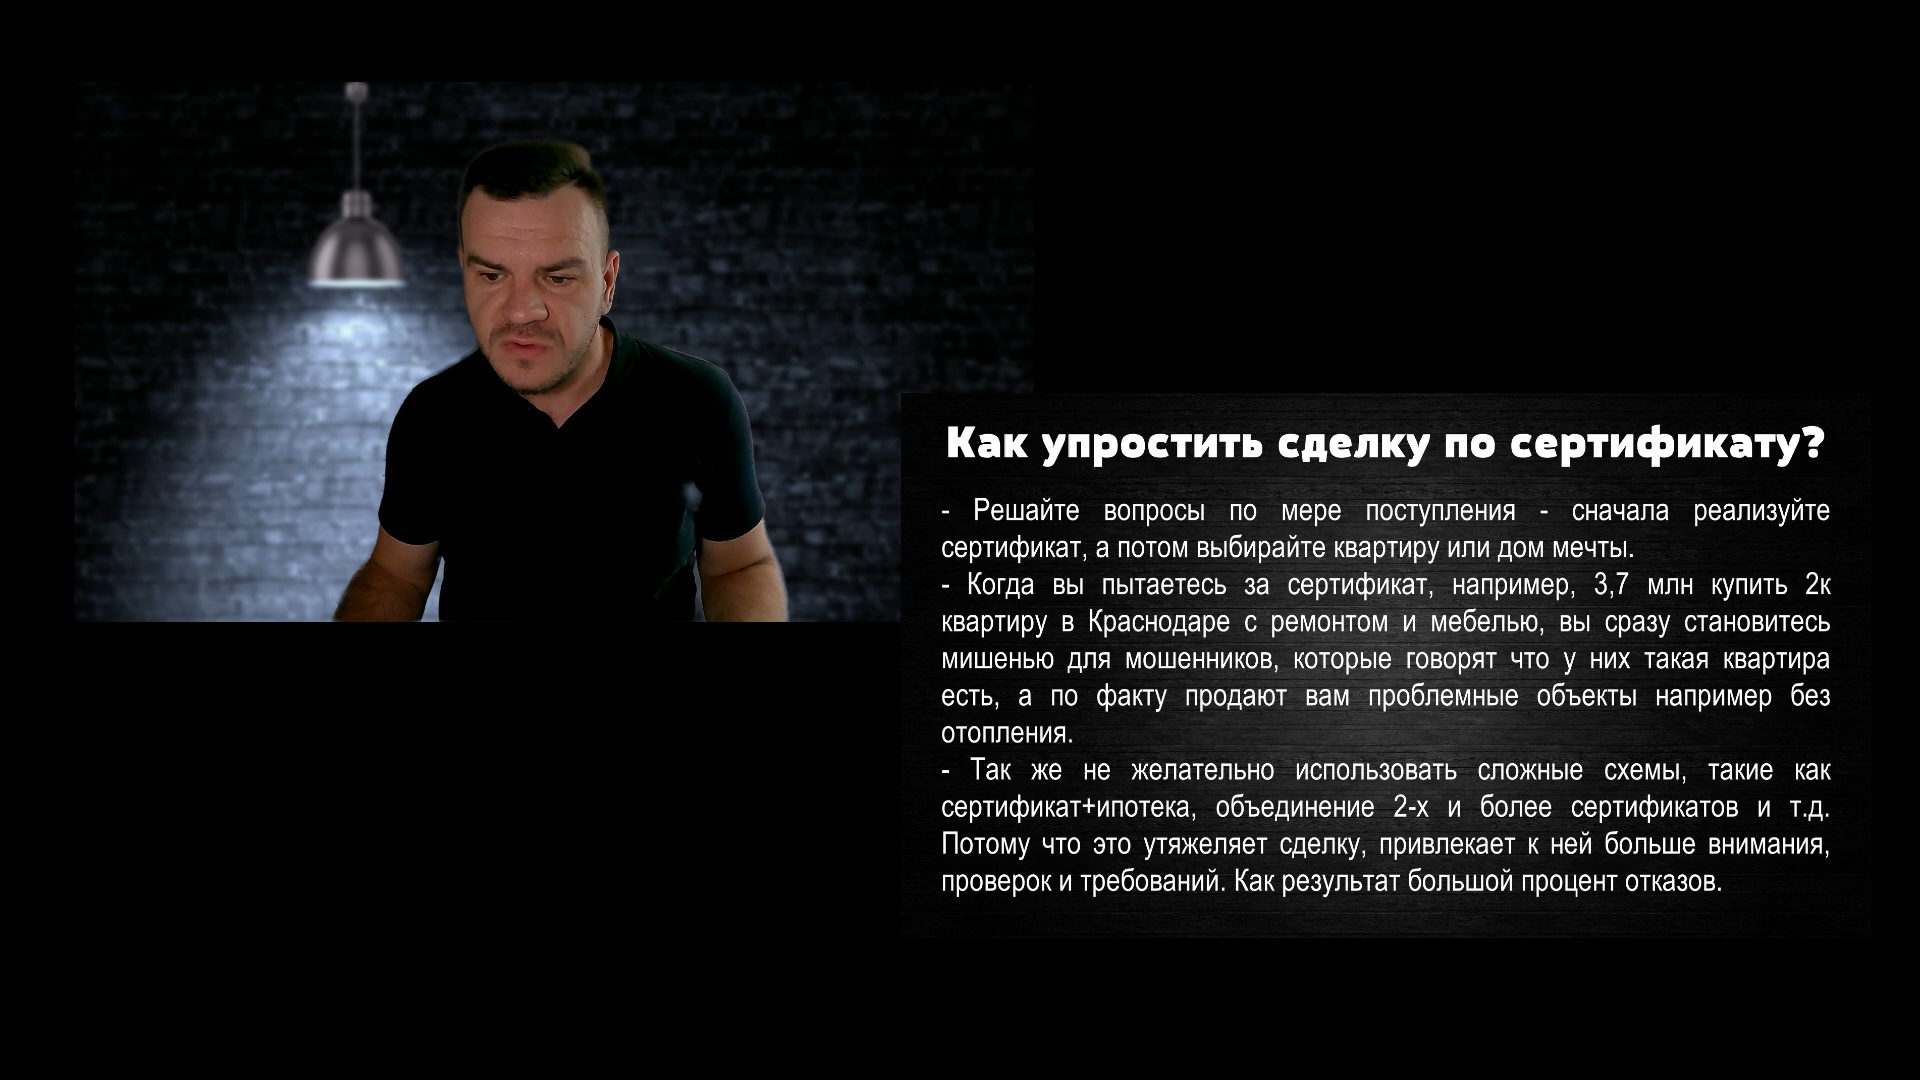 Как упростить сделку по сертификату?
- Решайте вопросы по мере поступления - сначала реализуйте
сертификат, а потом выбирайте квартиру или дом мечты.
- Когда вы пытаетесь за сертификат, например, 3,7 млн купить 2к
квартиру в Краснодаре с ремонтом и мебелью, вы сразу становитесь
мишенью для мошенников, которые говорят что у них такая квартира
есть, а по факту продают вам проблемные объекты например без
отопления.
- Так же не желательно использовать сложные схемы, такие как
сертификат+ипотека, объединение 2-х и более сертификатов и т.д.
Потому что это утяжеляет сделку, привлекает к ней больше внимания,
проверок и требований. Как результат большой процент отказов.